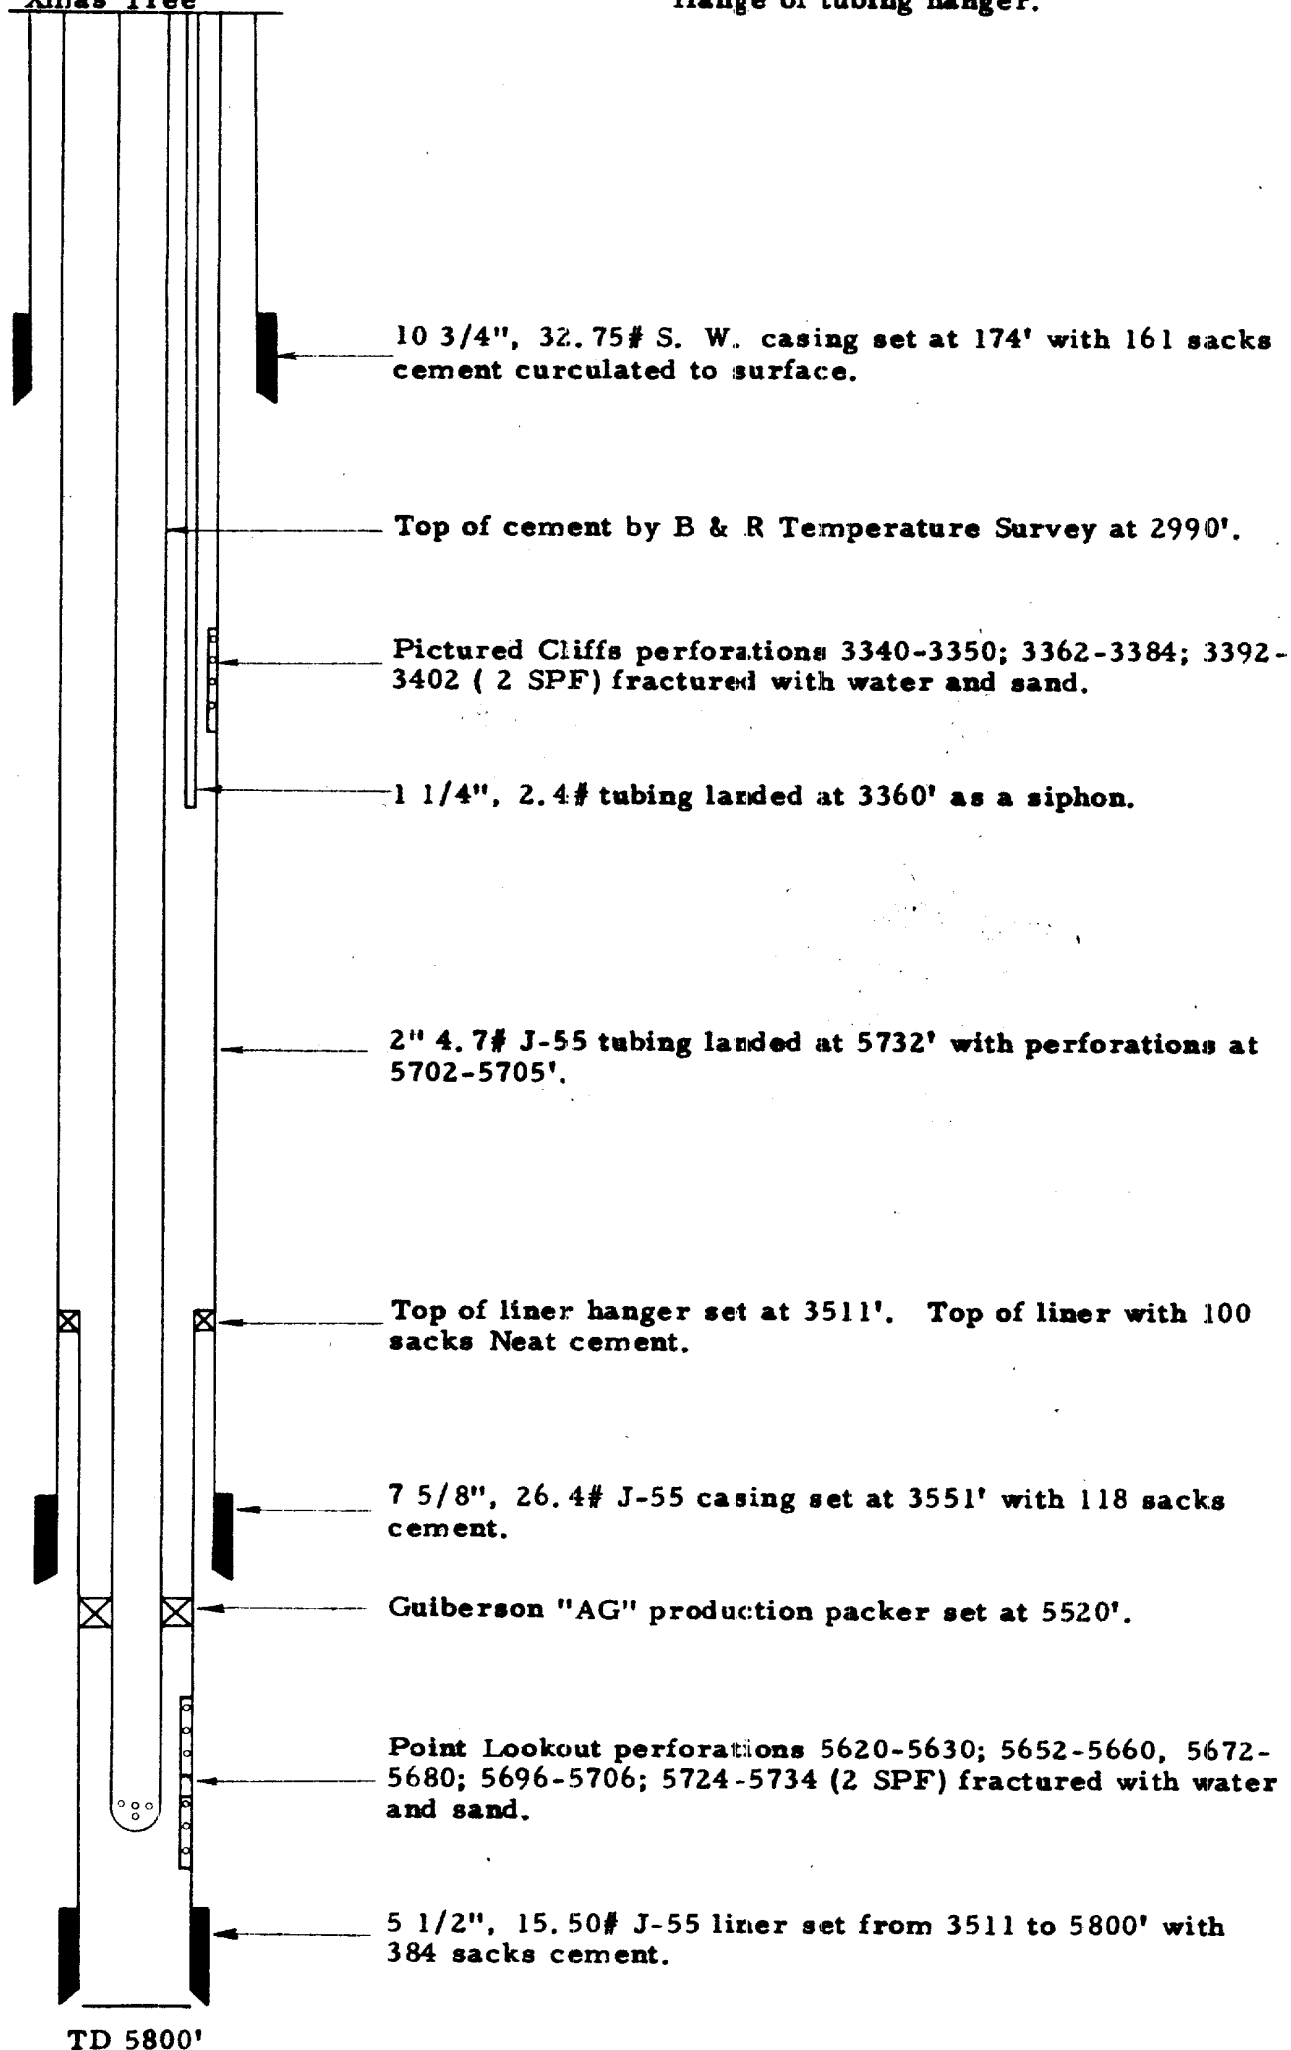 Xmas Tree
flange of tubing hanger.
10 3/4", 32.75# S. W. casing set at 174' with 161 sacks
cement curculated to surface.
Top of cement by B & R Temperature Survey at 2990'.
Pictured Cliffs perforations 3340-3350; 3362-3384; 3392-
3402 ( 2 SPF) fractured with water and sand.
1 1/4", 2.4# tubing landed at 3360' as a siphon.
2" 4.7# J-55 tubing landed at 5732' with perforations at
5702-5705'.
Top of liner hanger set at 3511'. Top of liner with 100
sacks Neat cement.
7 5/8", 26.4# J-55 casing set at 3551' with 118 sacks
cement.
Guiberson "AG" production packer set at 5520'.
Point Lookout perforations 5620-5630; 5652-5660, 5672-
5680; 5696-5706; 5724-5734 (2 SPF) fractured with water
and sand.
5 1/2", 15.50# J-55 liner set from 3511 to 5800' with
384 sacks cement.
TD 5800'